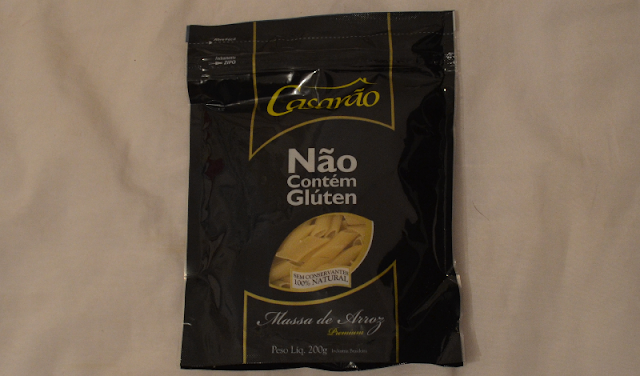 Casarão
Não
Contém
Glúten
SEM CONSERVANTES
100% NATURAL
Massa de Arroz
Premium
Peso Líq. 200g